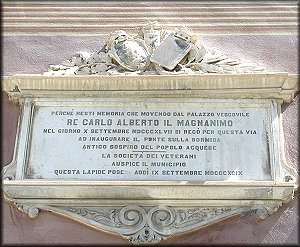 PERCHÈ RESTI MEMORIA CHE MOVENDO DAL PALAZZO VESCOVILE
RE CARLO ALBERTO IL MAGNANIMO
NEL GIORNO X SETTEMBRE MDCCCXLVII SI RECÒ PER QUESTA VIA
AD INAUGURARE IL PONTE SULLA BORMIDA
ANTICO SOSPIRO DEL POPOLO ACQUESE
LA SOCIETÀ DEI VETERANI
AUSPICE IL MUNICIPIO
QUESTA LAPIDE POSE ADDÌ IX SETTEMBRE MDCCCXCIX